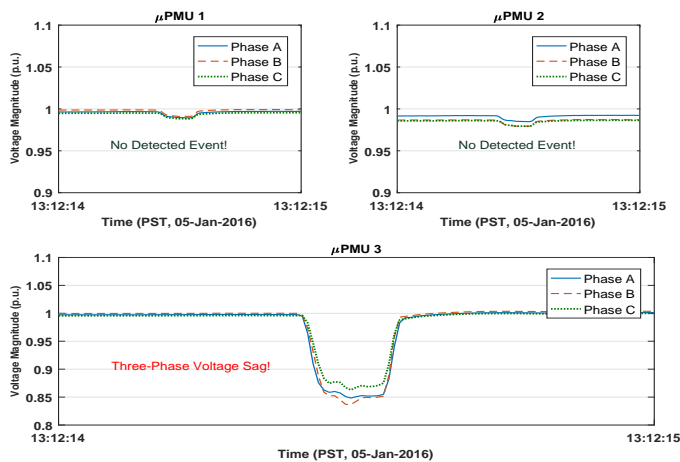 μPMU 1
1.1
1.05
1
0.95
0.9
Voltage Magnitude (p.u.)
Phase A
Phase B
Phase C
No Detected Event!
13:12:14
13:12:15
Time (PST, 05-Jan-2016)
μPMU 2
1.1
1.05
1
0.95
0.9
Voltage Magnitude (p.u.)
Phase A
Phase B
Phase C
No Detected Event!
13:12:14
13:12:15
Time (PST, 05-Jan-2016)
μPMU 3
1.1
1.05
1
0.95
0.9
0.85
0.8
Voltage Magnitude (p.u.)
Phase A
Phase B
Phase C
Three-Phase Voltage Sag!
13:12:14
13:12:15
Time (PST, 05-Jan-2016)